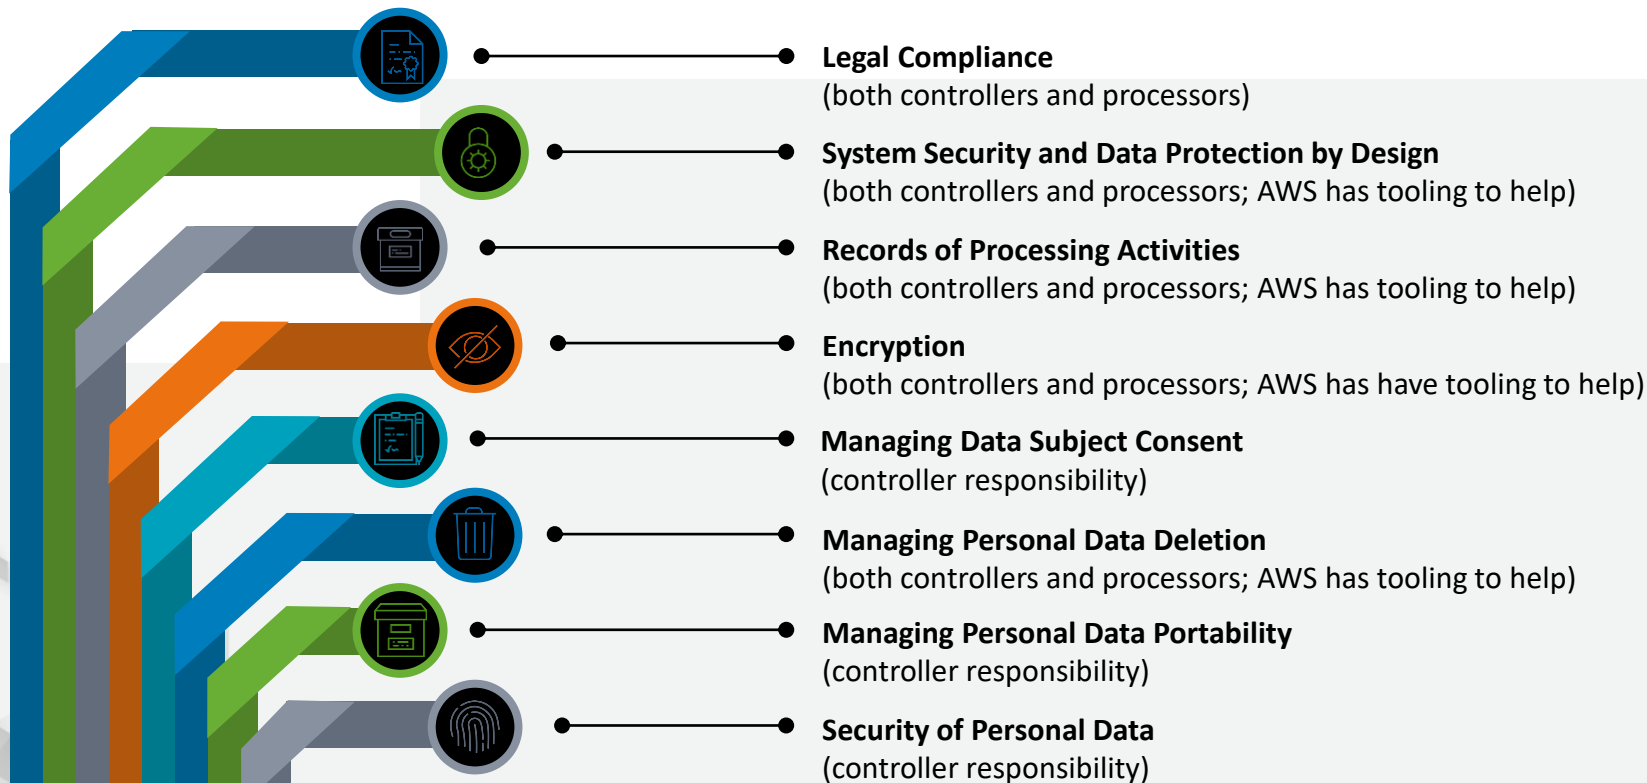 Legal Compliance
(both controllers and processors)
System Security and Data Protection by Design
(both controllers and processors; AWS has tooling to help)
Records of Processing Activities
(both controllers and processors; AWS has tooling to help)
Encryption
(both controllers and processors; AWS has have tooling to help)
Managing Data Subject Consent
(controller responsibility)
Managing Personal Data Deletion
(both controllers and processors; AWS has tooling to help)
Managing Personal Data Portability
(controller responsibility)
Security of Personal Data
(controller responsibility)